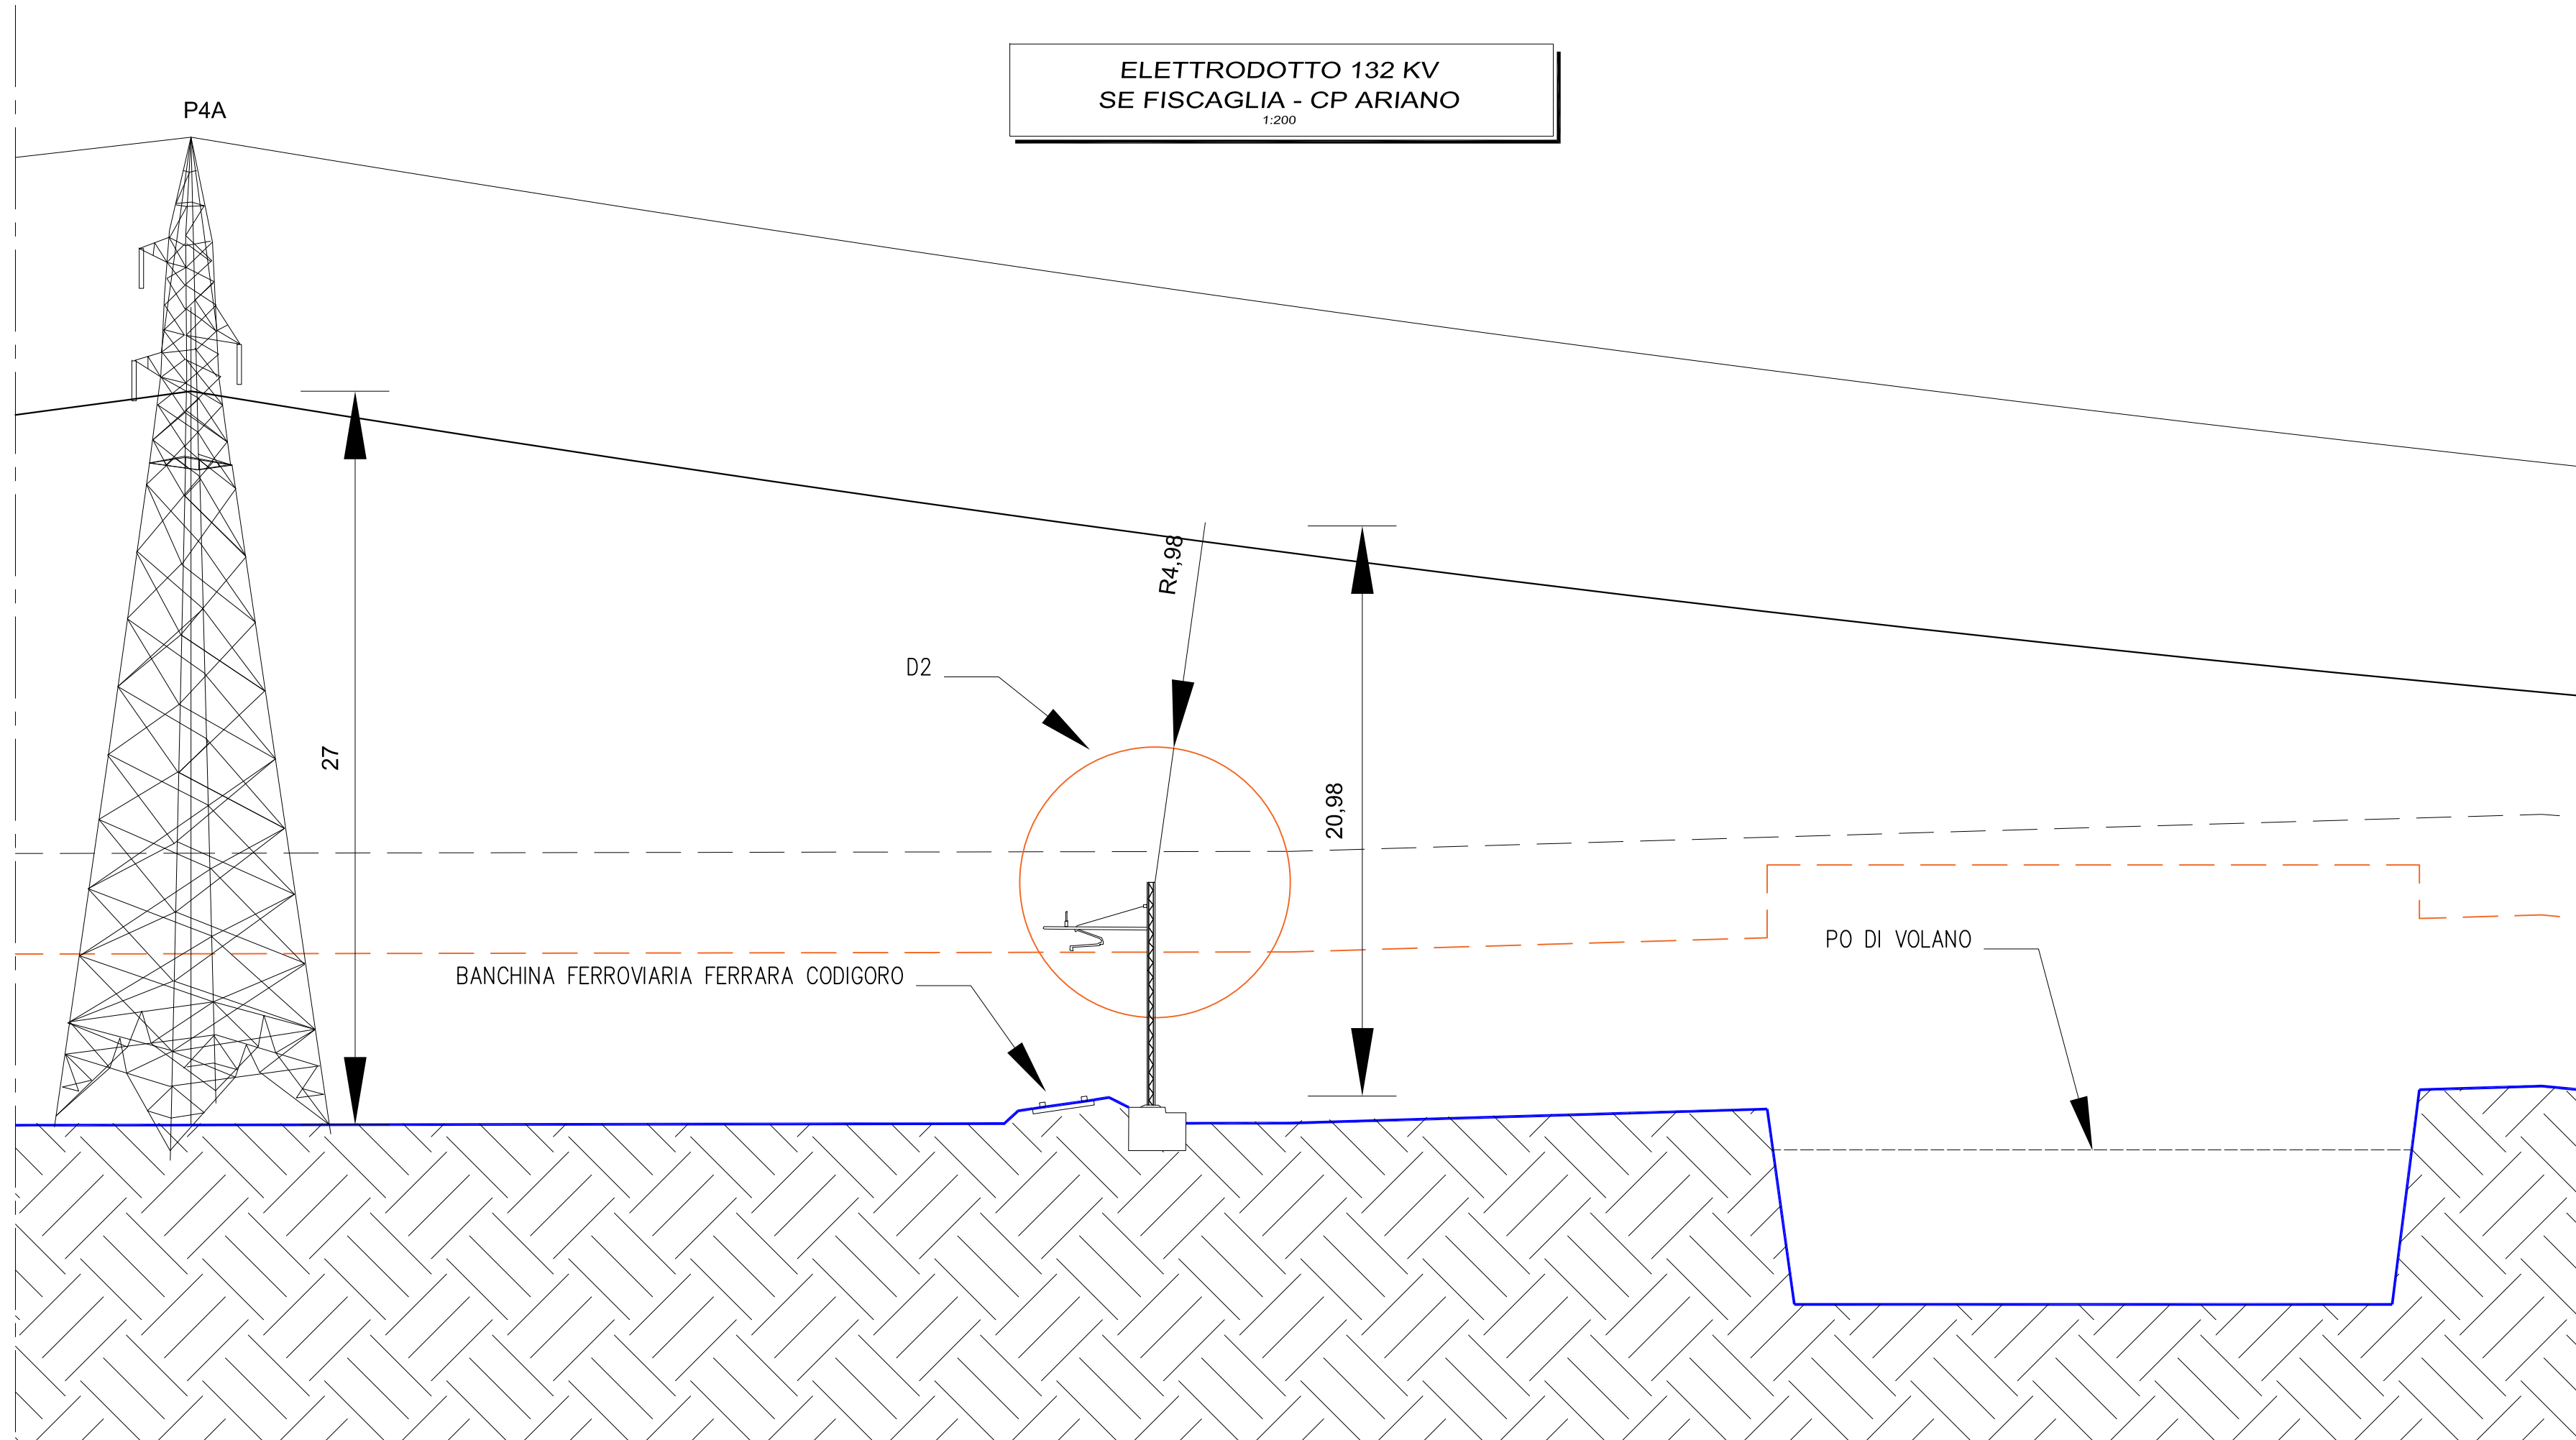 ELETTRODOTTO 132 KV
SE FISCAGLIA - CP ARIANO
1:200
P4A
R4,98
D2
27
20,98
PO DI VOLANO
BANCHINA FERROVIARIA FERRARA CODIGORO